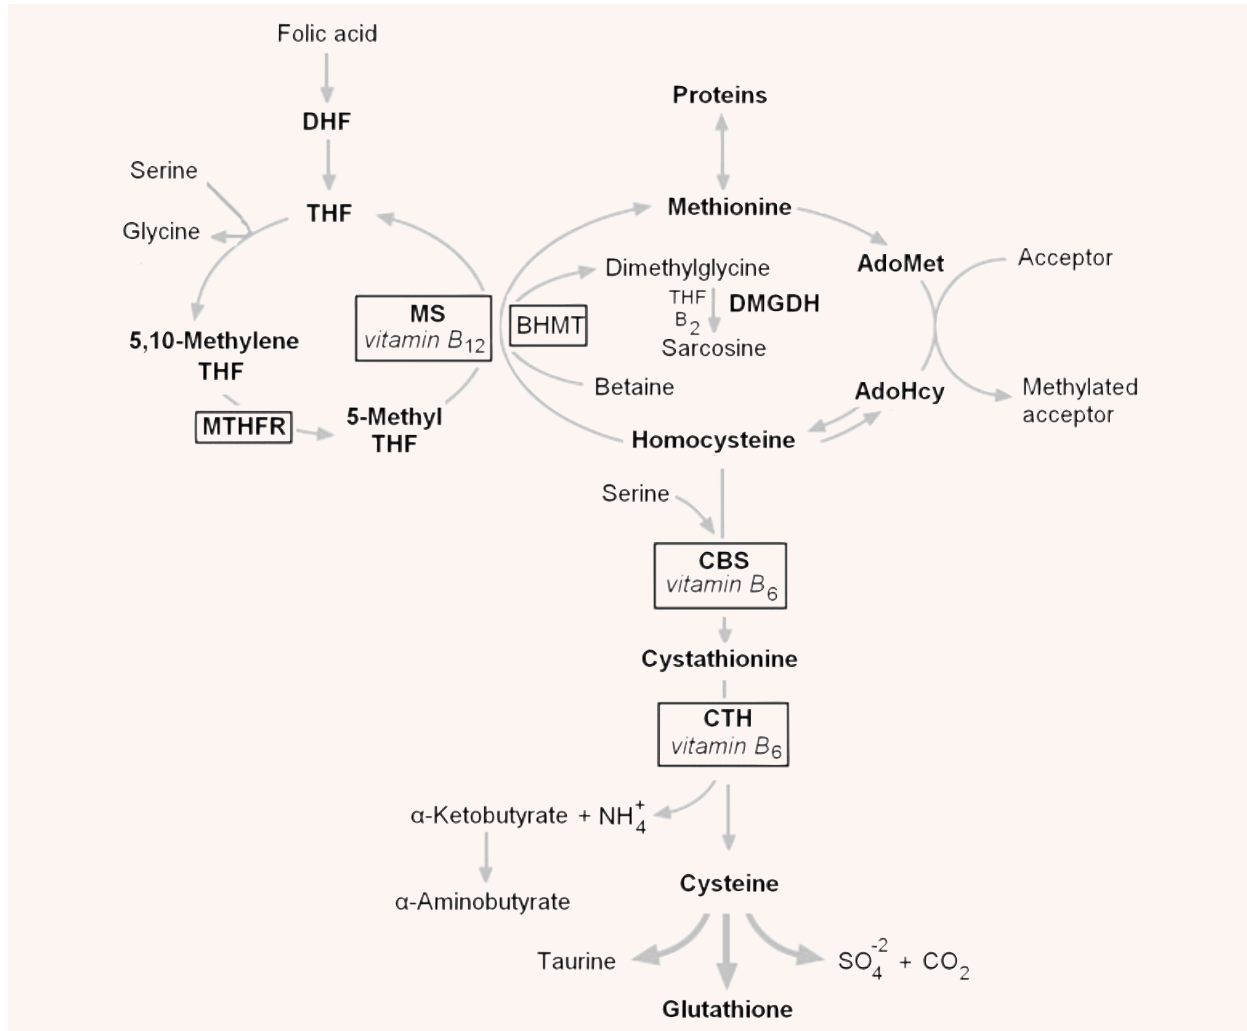 Folic acid
DHF
THF
Serine
Glycine
5,10-Methylene
THF
MTHFR
5-Methyl
THF
MS
vitamin B12
BHMT
Proteins
Methionine
Dimethylglycine
THF
B2
DMGDH
Sarcosine
Betaine
Homocysteine
AdoMet
Acceptor
AdoHcy
Methylated
acceptor
Serine
CBS
vitamin B6
Cystathionine
CTH
vitamin B6
α-Ketobutyrate + NH4+
α-Aminobutyrate
Cysteine
Taurine
Glutathione
SO4-2 + CO2